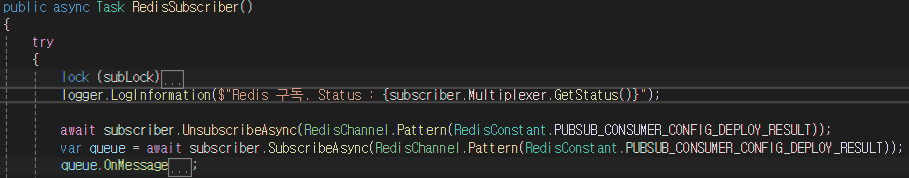 public async Task RedisSubscriber()
{
try
{
lock (subLock)...
logger.LogInformation($"Redis 구독. Status : {subscriber.Multiplexer.GetStatus()}");
await subscriber.UnsubscribeAsync(RedisChannel.Pattern(RedisConstant.PUBSUB_CONSUMER_CONFIG_DEPLOY_RESULT));
var queue = await subscriber.SubscribeAsync(RedisChannel.Pattern(RedisConstant.PUBSUB_CONSUMER_CONFIG_DEPLOY_RESULT));
queue.OnMessage...;